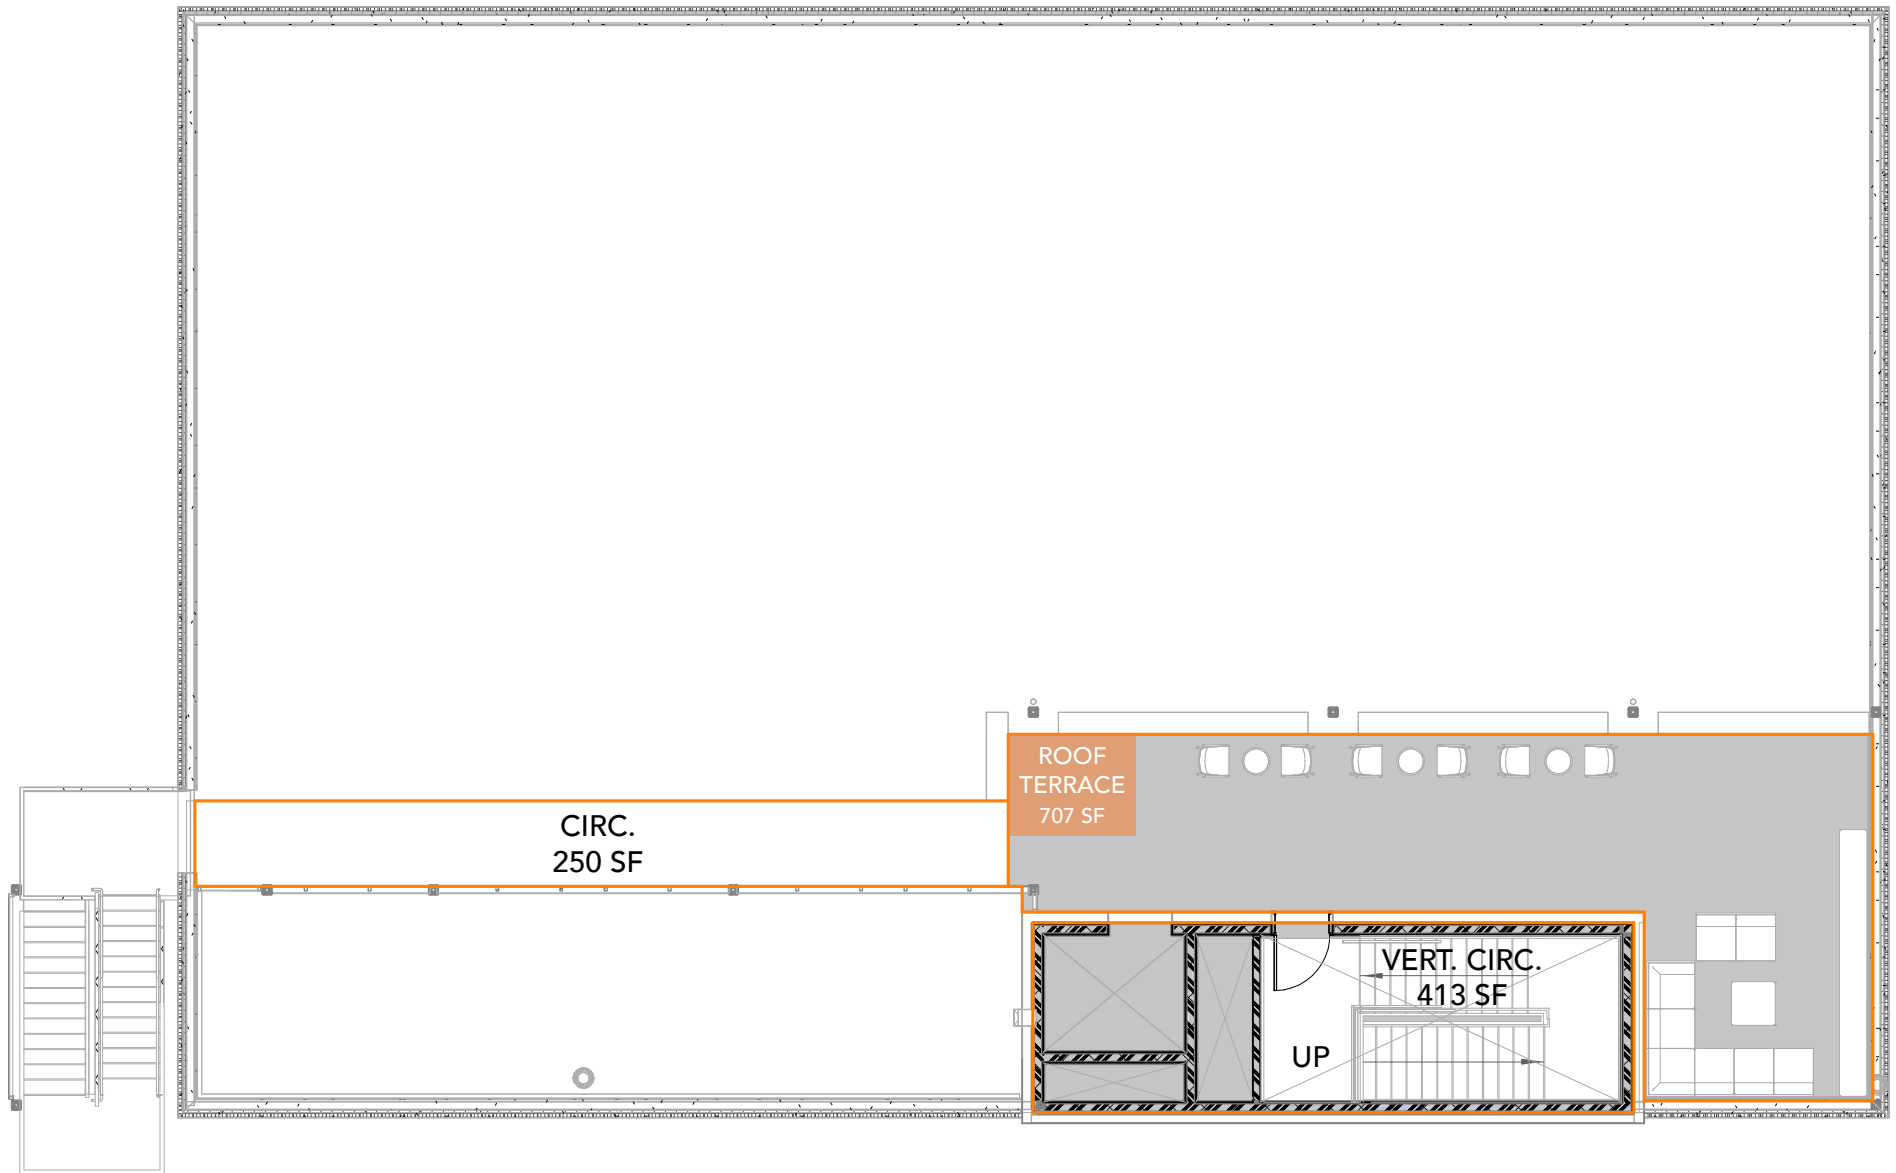 ROOF
TERRACE
707 SF
CIRC.
250 SF
VERT. CIRC.
413 SF
UP